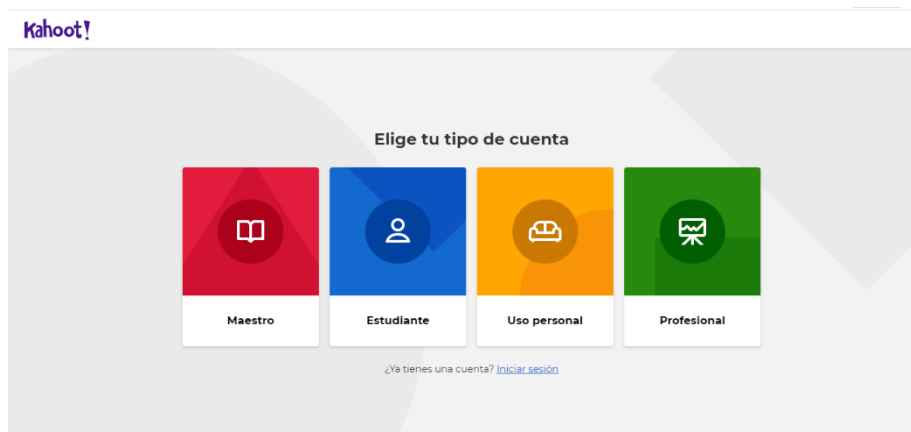 Kahoot!
Elige tu tipo de cuenta
Maestro
Estudiante
Uso personal
Profesional
¿Ya tienes una cuenta? Iniciar sesión